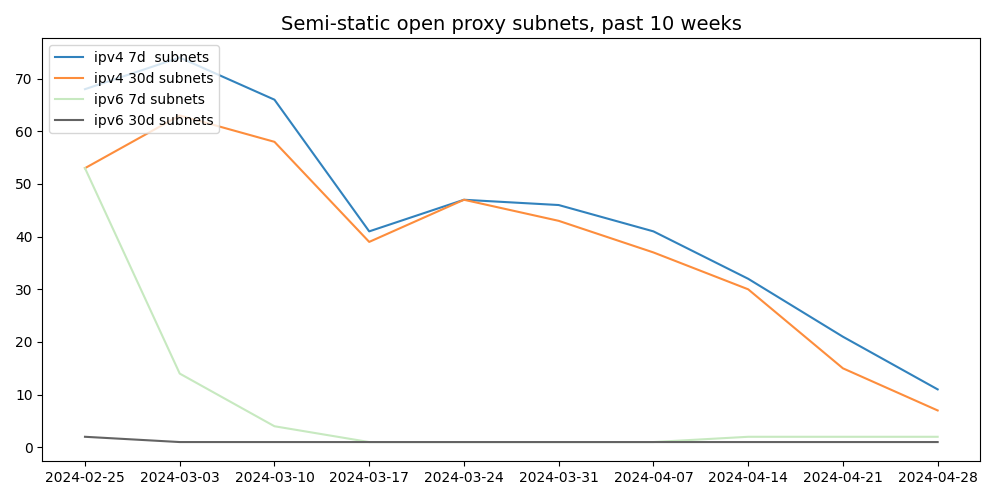 Semi-static open proxy subnets, past 10 weeks
ipv4 7d  subnets
ipv4 30d subnets
ipv6 7d subnets
ipv6 30d subnets
70
60
50
40
30
20
10
0
2024-02-25 2024-03-03 2024-03-10 2024-03-17 2024-03-24 2024-03-31 2024-04-07 2024-04-14 2024-04-21 2024-04-28